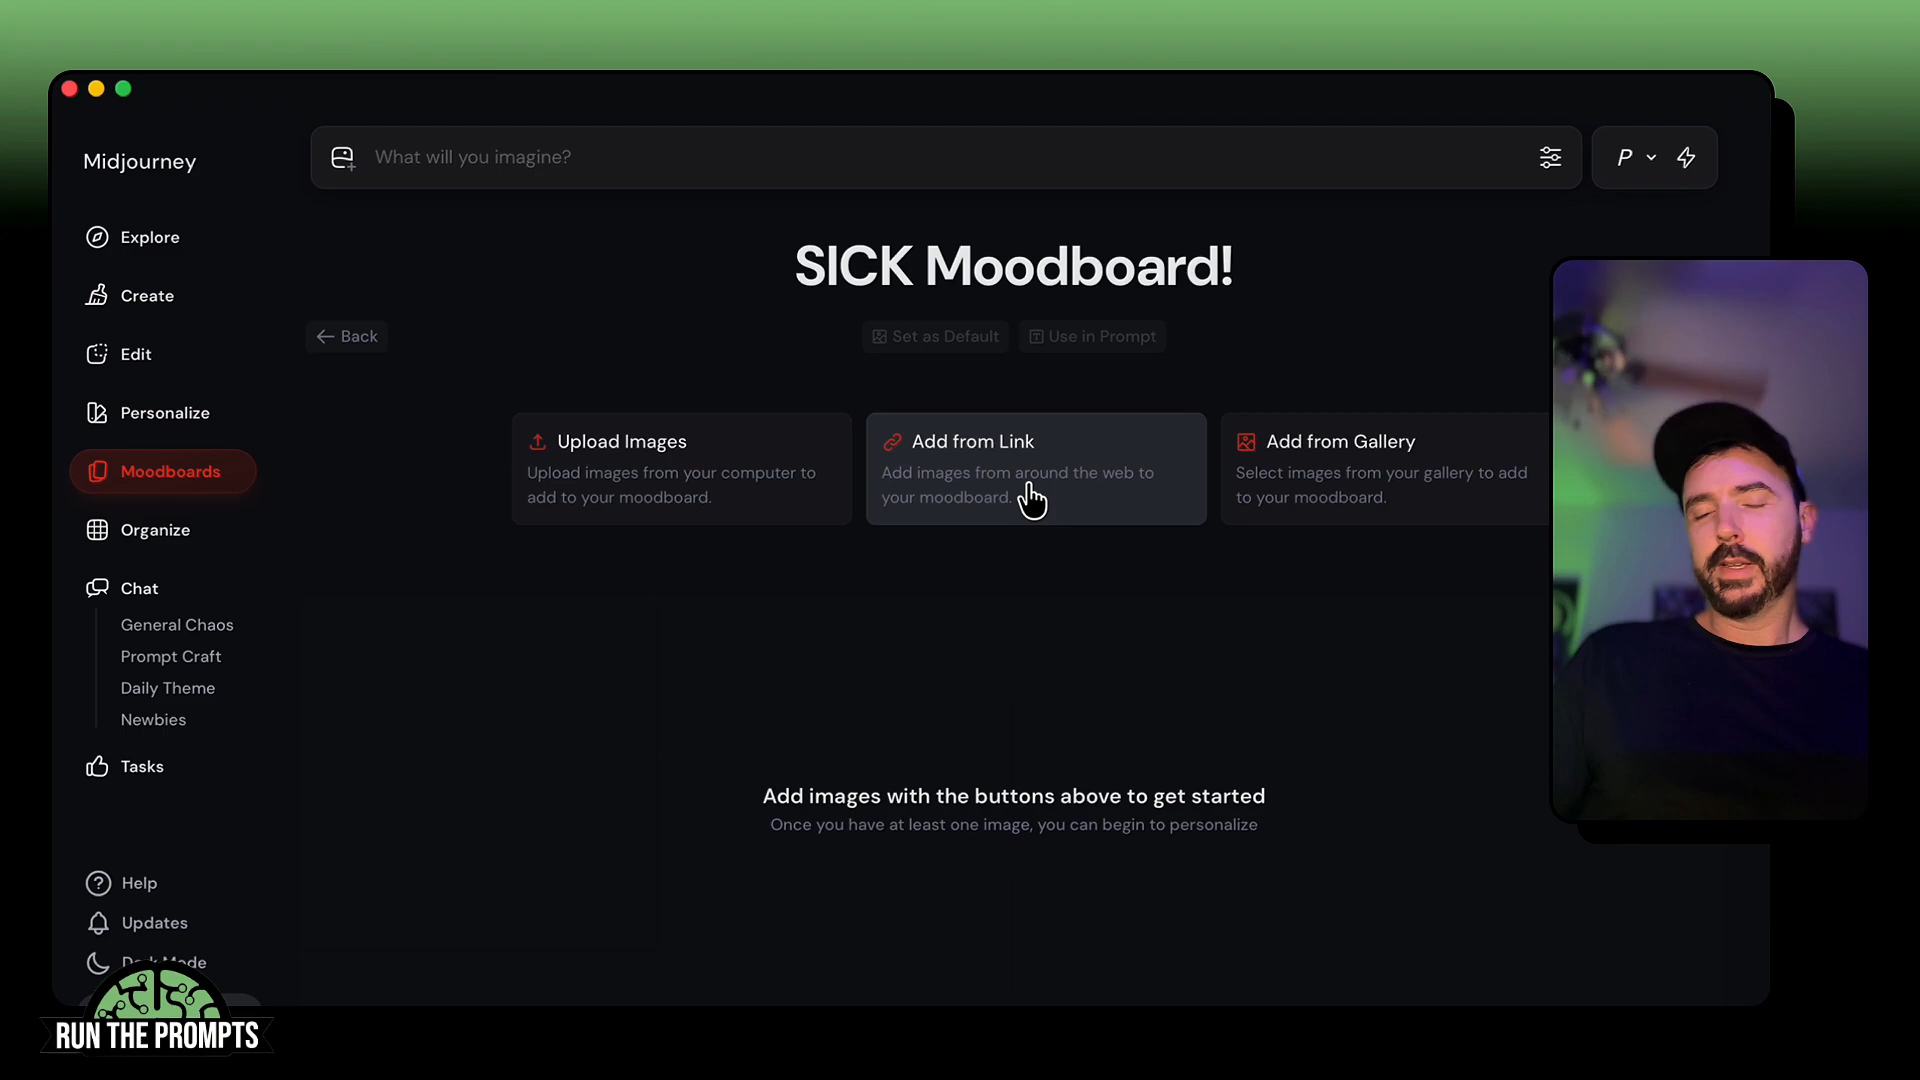 Midjourney
What will you imagine?
P
Explore
Create
Edit
Personalize
Moodboards
Organize
Chat
General Chaos
Prompt Craft
Daily Theme
Newbies
Tasks
Help
Updates
Dark Mode
SICK Moodboard!
Back
Set as Default
Use in Prompt
Upload Images
Upload images from your computer to
add to your moodboard.
Add from Link
Add images from around the web to
your moodboard.
Add from Gallery
Select images from your gallery to add
to your moodboard.
Add images with the buttons above to get started
Once you have at least one image, you can begin to personalize
RUN THE PROMPTS